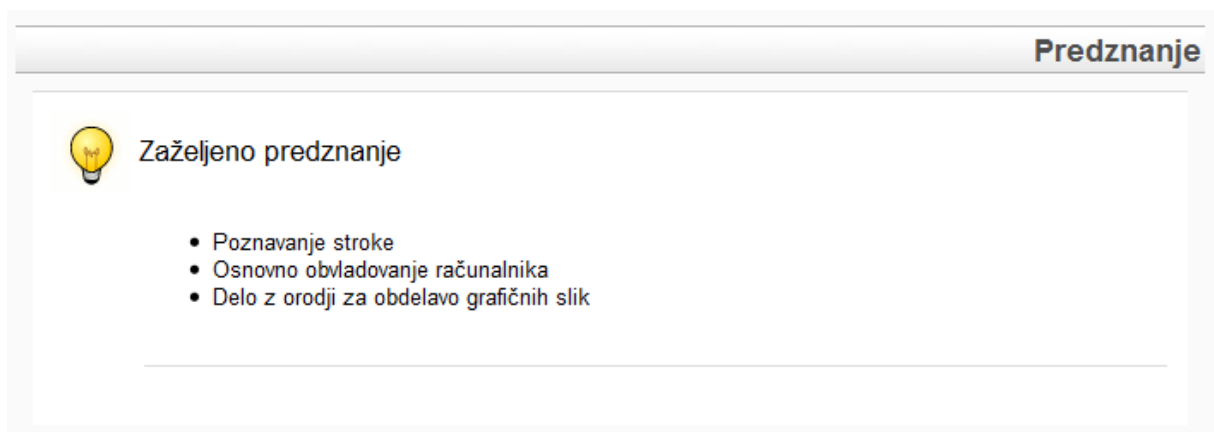 Predznanje
Zaželjeno predznanje
• Poznavanje stroke
• Osnovno obvladovanje računalnika
• Delo z orodji za obdelavo grafičnih slik